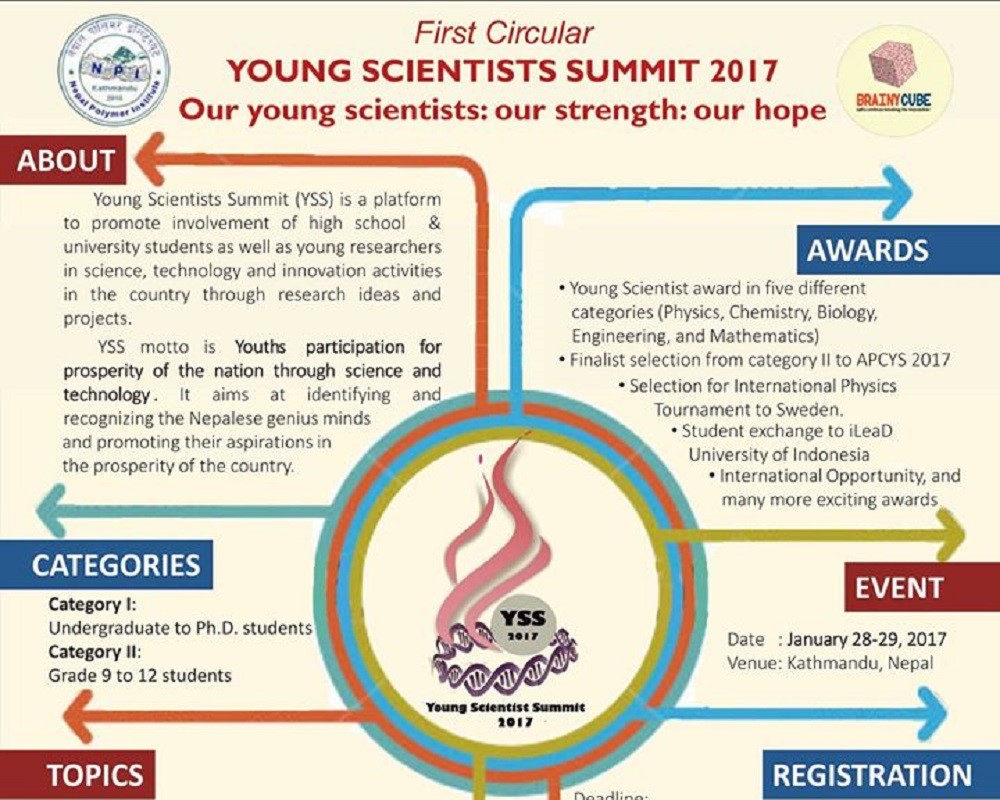 First Circular
YOUNG SCIENTISTS SUMMIT 2017
Our young scientists: our strength: our hope
नेपाल पोलिमर इन्स्टिच्यूट
N P I
Kathmandu
Nepal Polymer Institute
BRAINYCUBE
ABOUT
Young Scientists Summit (YSS) is a platform
to promote involvement of high school &
university students as well as young researchers
in science, technology and innovation activities
in the country through research ideas and
projects.
YSS motto is Youths participation for
prosperity of the nation through science and
technology. It aims at identifying and
recognizing the Nepalese genius minds
and promoting their aspirations in
the prosperity of the country.
AWARDS
• Young Scientist award in five different
categories (Physics, Chemistry, Biology,
Engineering, and Mathematics)
• Finalist selection from category II to APCYS 2017
• Selection for International Physics
Tournament to Sweden.
• Student exchange to iLeaD
University of Indonesia
• International Opportunity, and
many more exciting awards
CATEGORIES
Category I:
Undergraduate to Ph.D. students
Category II:
Grade 9 to 12 students
YSS
2017
Young Scientist Summit
2017
EVENT
Date : January 28-29, 2017
Venue: Kathmandu, Nepal
TOPICS
REGISTRATION
Deadline: